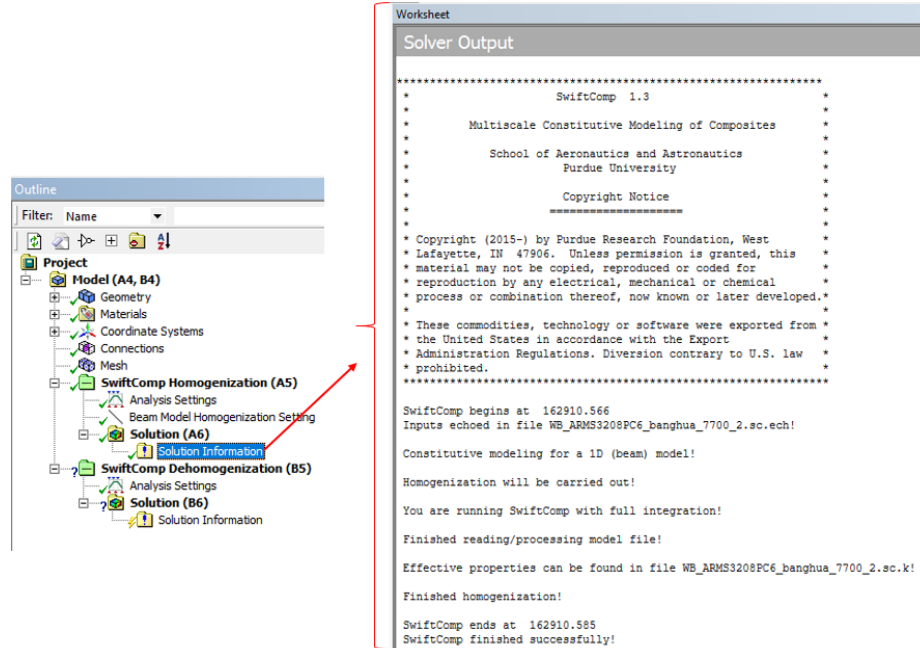 Outline
Filter: Name
Project
Model (A4, B4)
Geometry
Materials
Coordinate Systems
Connections
Mesh
SwiftComp Homogenization (A5)
Analysis Settings
Beam Model Homogenization Setting
Solution (A6)
Solution Information
SwiftComp Dehomogenization (B5)
Analysis Settings
Solution (B6)
Solution Information
Worksheet
Solver Output
****************************************************************
* SwiftComp 1.3 *
* *
* Multiscale Constitutive Modeling of Composites *
* *
* School of Aeronautics and Astronautics *
* Purdue University *
* *
* Copyright Notice *
* ==================== *
* *
* Copyright (2015-) by Purdue Research Foundation, West *
* Lafayette, IN 47906. Unless permission is granted, this *
* material may not be copied, reproduced or coded for *
* reproduction by any electrical, mechanical or chemical *
* process or combination thereof, now known or later developed.*
* *
* These commodities, technology or software were exported from *
* the United States in accordance with the Export *
* Administration Regulations. Diversion contrary to U.S. law *
* prohibited. *
****************************************************************
SwiftComp begins at 162910.566
Inputs echoed in file WB_ARMS3208PC6_banghua_7700_2.sc.ech!
Constitutive modeling for a 1D (beam) model!
Homogenization will be carried out!
You are running SwiftComp with full integration!
Finished reading/processing model file!
Effective properties can be found in file WB_ARMS3208PC6_banghua_7700_2.sc.k!
Finished homogenization!
SwiftComp ends at 162910.585
SwiftComp finished successfully!